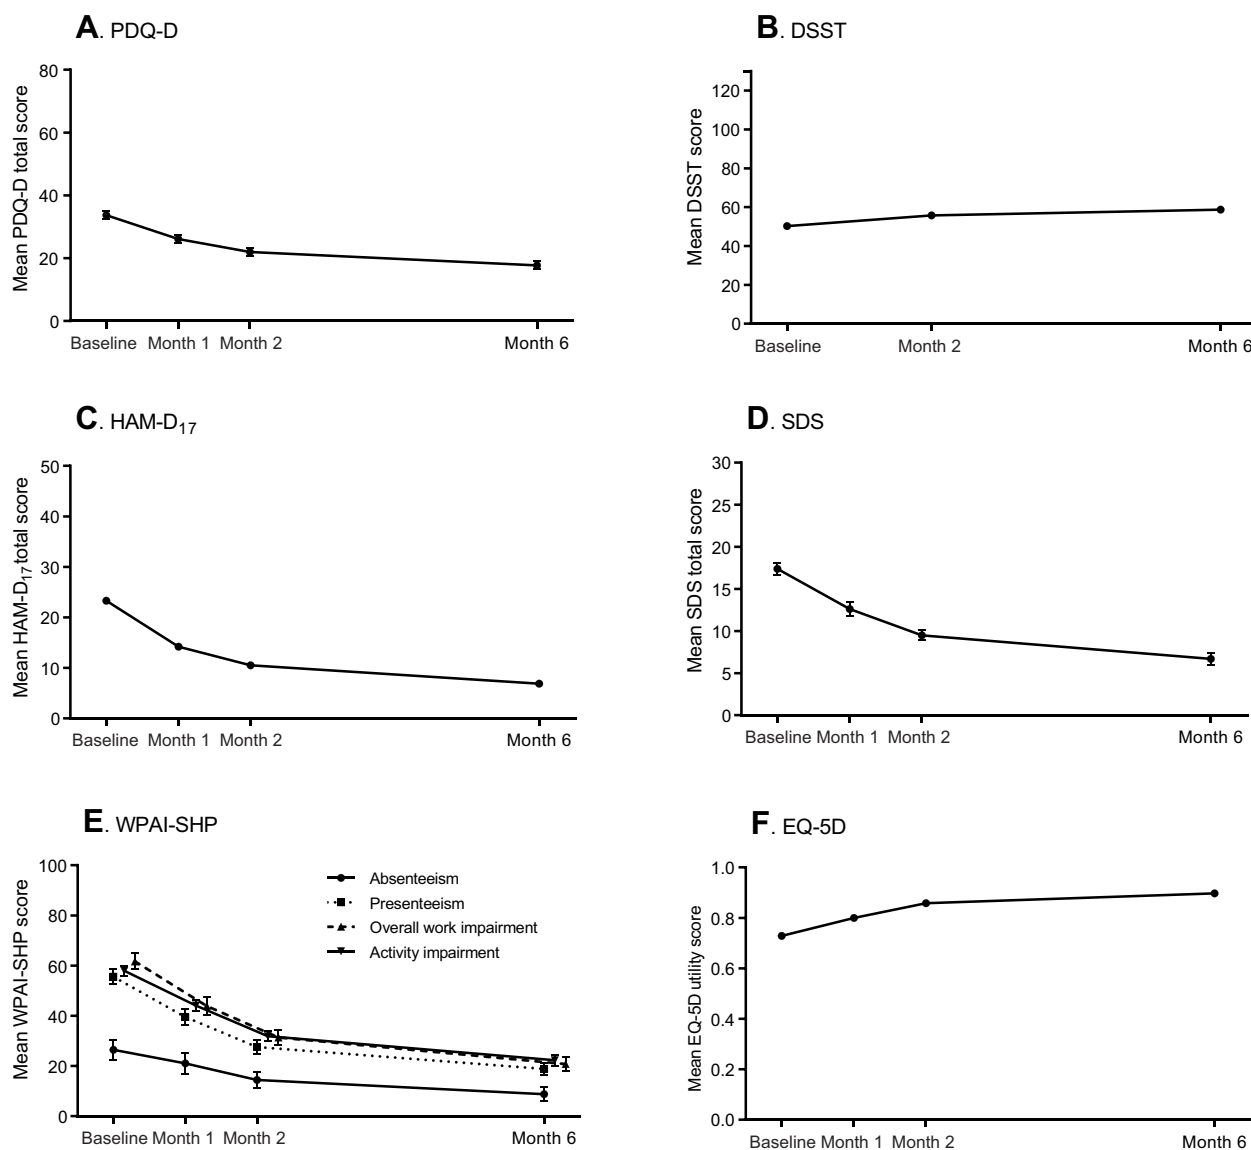 A. PDQ-D
Mean PDQ-D total score
80
60
40
20
0
Baseline Month 1 Month 2 Month 6
B. DSST
Mean DSST score
120
100
80
60
40
20
0
Baseline Month 2 Month 6
C. HAM-D17
Mean HAM-D17 total score
50
40
30
20
10
0
Baseline Month 1 Month 2 Month 6
D. SDS
Mean SDS total score
30
25
20
15
10
5
0
Baseline Month 1 Month 2 Month 6
E. WPAI-SHP
Mean WPAI-SHP score
100
80
60
40
20
0
Absenteeism
Presenteeism
Overall work impairment
Activity impairment
Baseline Month 1 Month 2 Month 6
F. EQ-5D
Mean EQ-5D utility score
1.0
0.8
0.6
0.4
0.2
0.0
Baseline Month 1 Month 2 Month 6